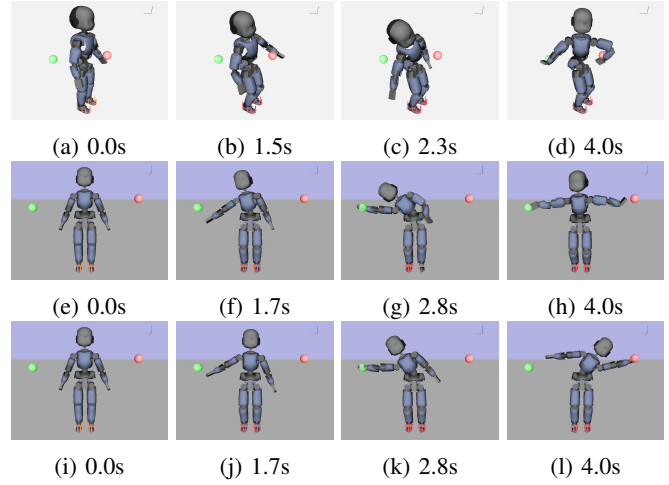 (a) 0.0s (b) 1.5s (c) 2.3s (d) 4.0s
(e) 0.0s (f) 1.7s (g) 2.8s (h) 4.0s
(i) 0.0s (j) 1.7s (k) 2.8s (l) 4.0s